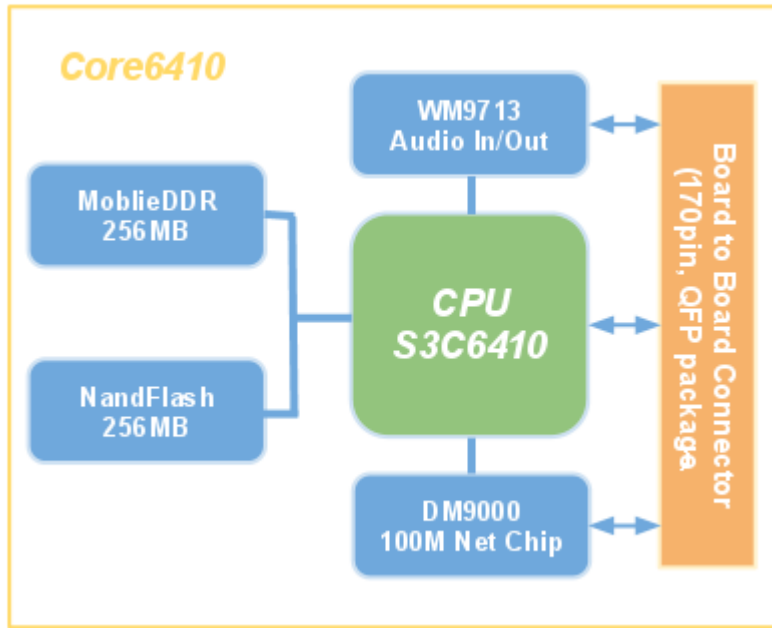 Core6410
WM9713
Audio In/Out
MoblieDDR
256MB
CPU
S3C6410
NandFlash
256MB
DM9000
100M Net Chip
Board to Board Connector
(170pin, QFP package)